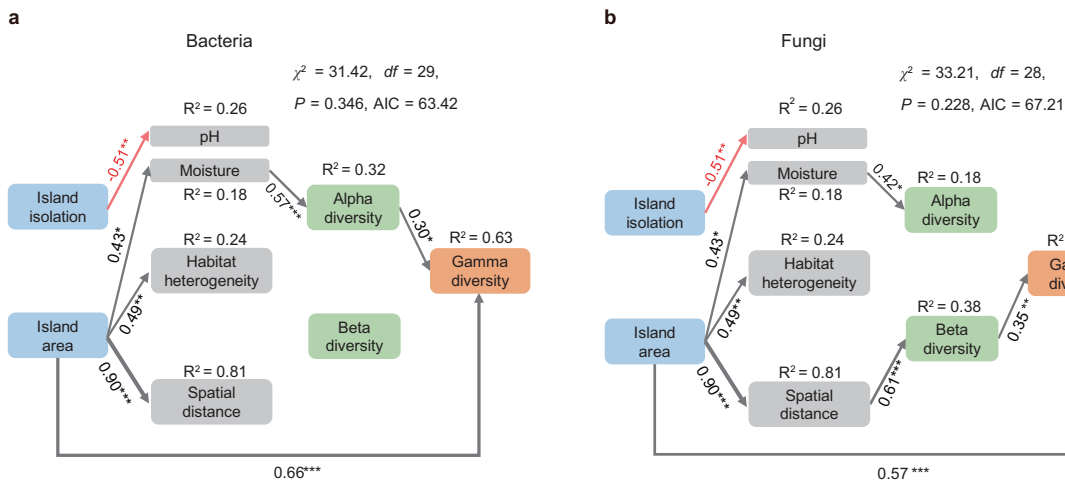 a
Bacteria
χ² = 31.42, df = 29,
P = 0.346, AIC = 63.42
R² = 0.26
pH
-0.51**
Moisture
R² = 0.18
0.57***
R² = 0.32
Island
isolation
Alpha
diversity
0.43*
0.30*
R² = 0.24
Habitat
heterogeneity
R² = 0.63
Gamma
diversity
0.49**
Island
area
Beta
diversity
0.90***
R² = 0.81
Spatial
distance
0.66***
b
Fungi
χ² = 33.21, df = 28,
P = 0.228, AIC = 67.21
R² = 0.26
pH
-0.51**
Moisture
R² = 0.18
0.42*
R² = 0.18
Island
isolation
Alpha
diversity
0.43*
R² = 0.24
Habitat
heterogeneity
R²
0.49**
Island
area
R² = 0.38
Beta
diversity
0.35**
0.90***
R² = 0.81
Spatial
distance
0.61***
0.57***